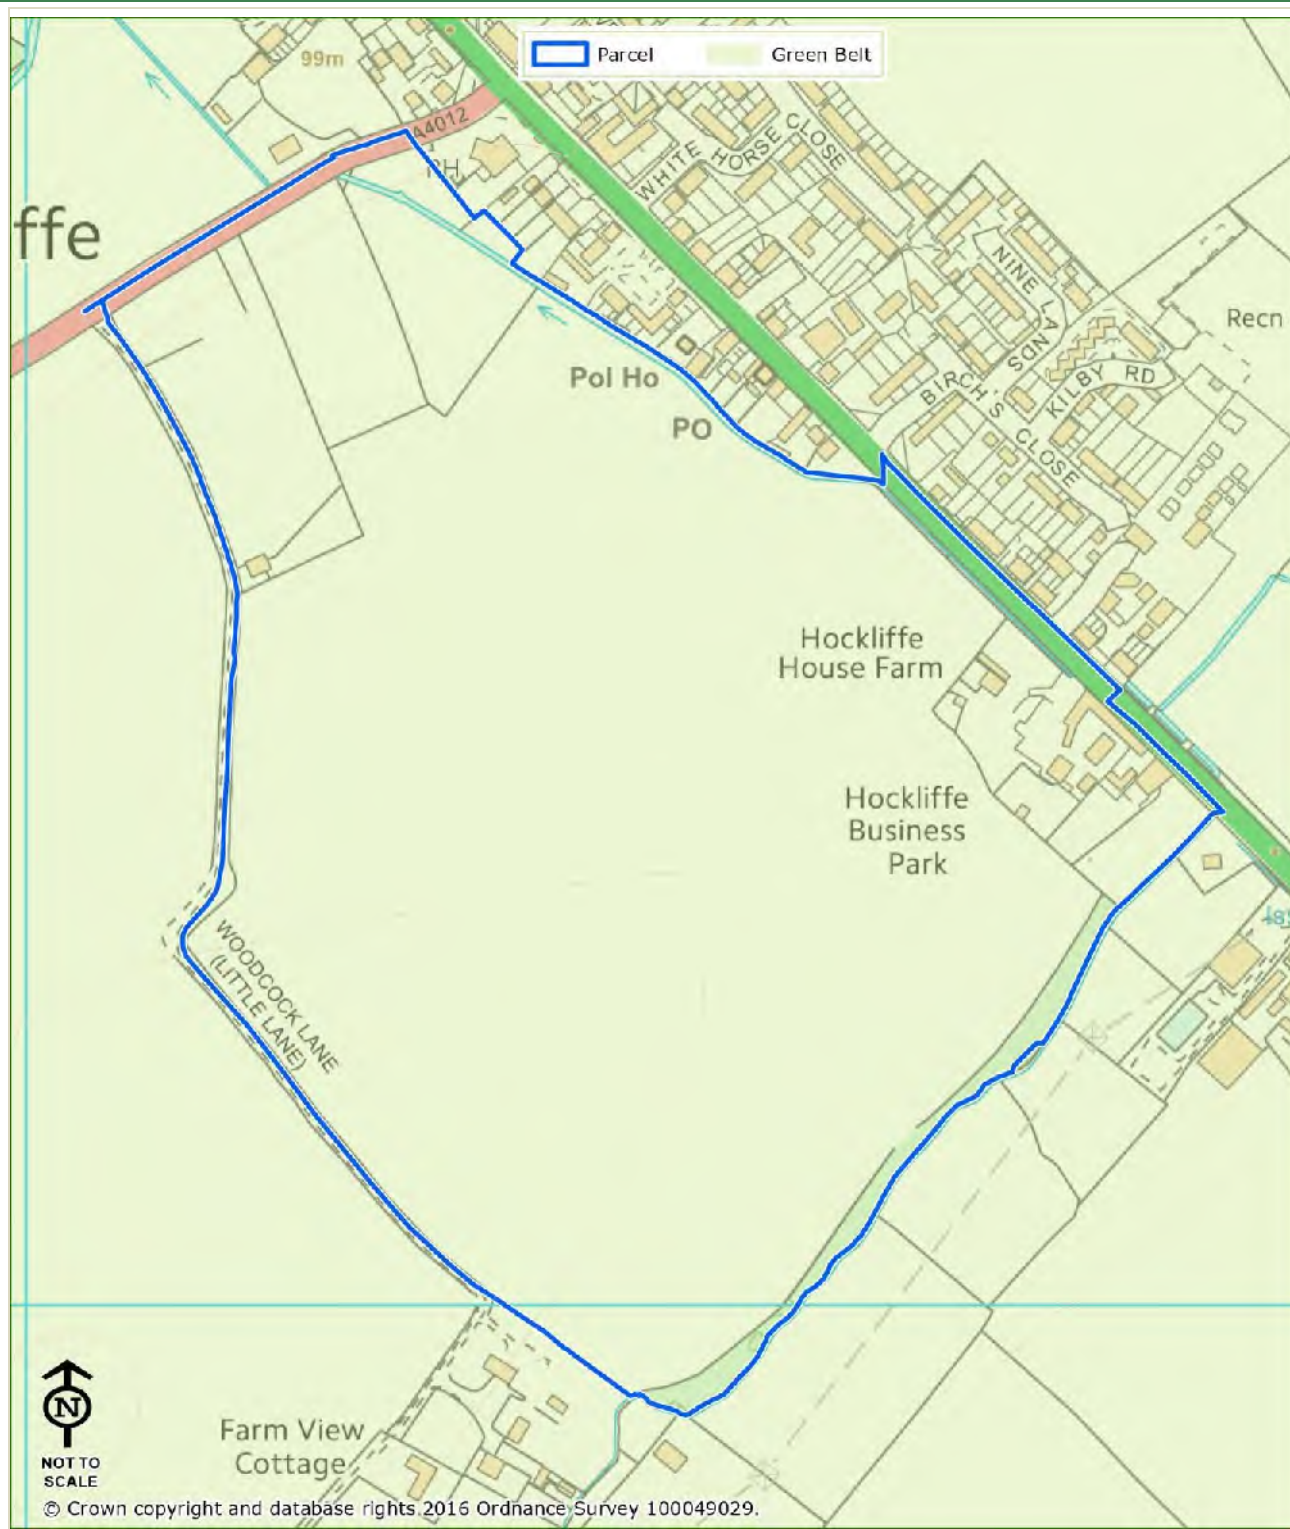 Parcel
Green Belt
99m
A4012
PH
WHITE HORSE CLOSE
ffe
NINE LANDS
Recn
KILBY RD
BIRCH'S CLOSE
Pol Ho
PO
Hockliffe
House Farm
Hockliffe
Business
Park
WOODCOCK LANE
(LITTLE LANE)
N
NOT TO
SCALE
Farm View
Cottage
© Crown copyright and database rights 2016 Ordnance Survey 100049029.